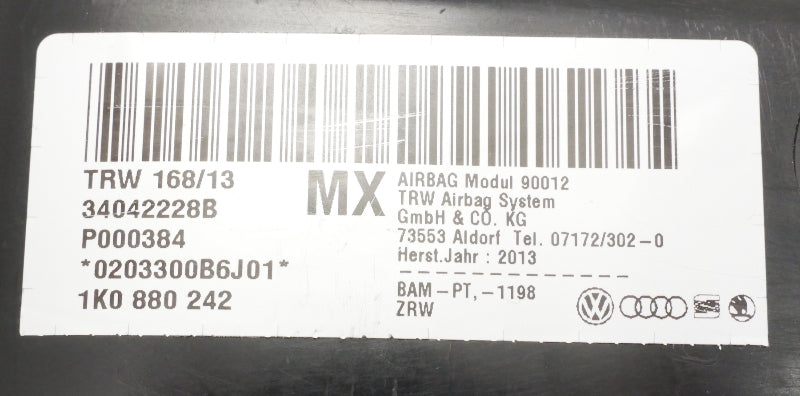 TRW 168/13
34042228B
P000384
*0203300B6J01*
1K0 880 242
MX
AIRBAG Modul 90012
TRW Airbag System
GmbH & CO. KG
73553 Aldorf Tel. 07172/302-0
Herst.Jahr : 2013
BAM-PT,-1198
ZRW